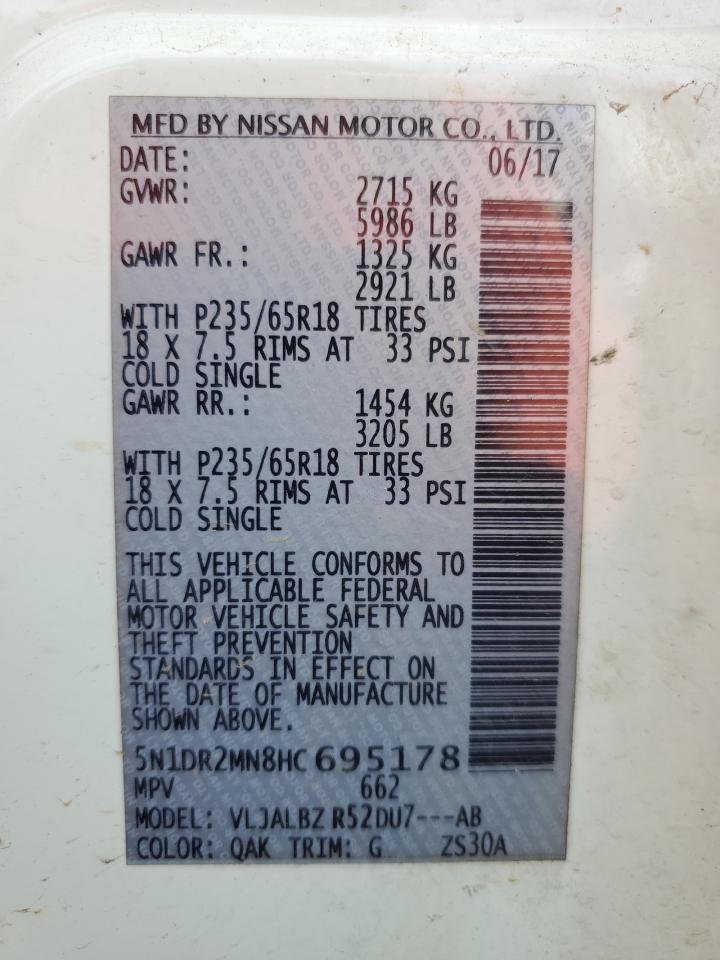 MFD BY NISSAN MOTOR CO., LTD.
DATE: 06/17
GVWR: 2715 KG
5986 LB
GAWR FR.: 1325 KG
2921 LB
WITH P235/65R18 TIRES
18 X 7.5 RIMS AT 33 PSI
COLD SINGLE
GAWR RR.: 1454 KG
3205 LB
WITH P235/65R18 TIRES
18 X 7.5 RIMS AT 33 PSI
COLD SINGLE
THIS VEHICLE CONFORMS TO
ALL APPLICABLE FEDERAL
MOTOR VEHICLE SAFETY AND
THEFT PREVENTION
STANDARDS IN EFFECT ON
THE DATE OF MANUFACTURE
SHOWN ABOVE.
5N1DR2MN8HC695178
MPV 662
MODEL: VLJALBZ R52DU7---AB
COLOR: QAK TRIM: G ZS30A